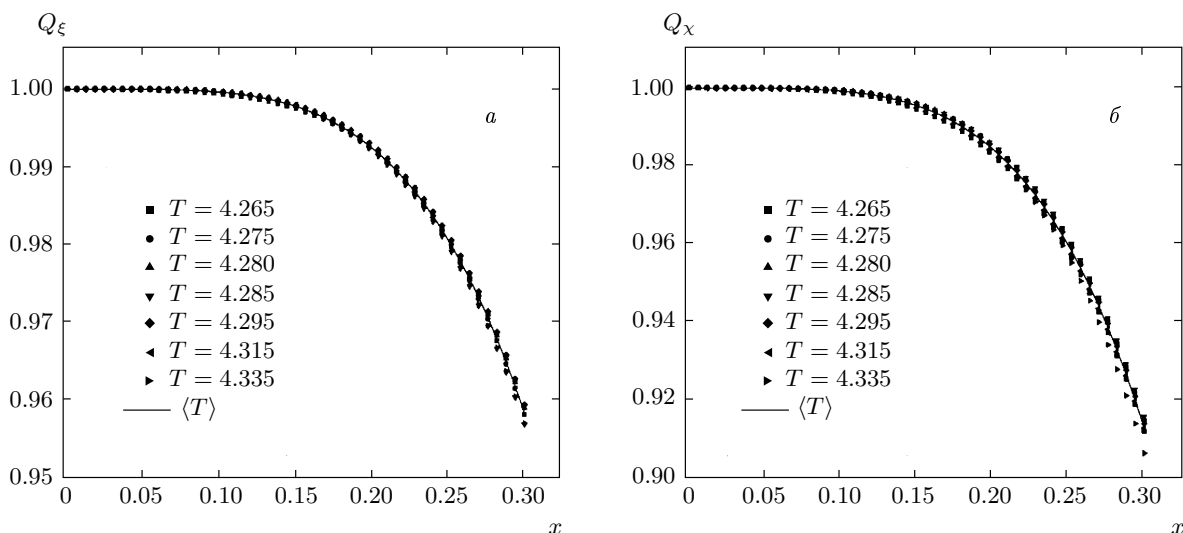 Q_ξ
1.00
0.99
0.98
0.97
0.96
0.95
0
0.05
0.10
0.15
0.20
0.25
0.30
x
а
T = 4.265
T = 4.275
T = 4.280
T = 4.285
T = 4.295
T = 4.315
T = 4.335
⟨T⟩
Q_χ
1.00
0.98
0.96
0.94
0.92
0.90
0
0.05
0.10
0.15
0.20
0.25
0.30
x
б
T = 4.265
T = 4.275
T = 4.280
T = 4.285
T = 4.295
T = 4.315
T = 4.335
⟨T⟩